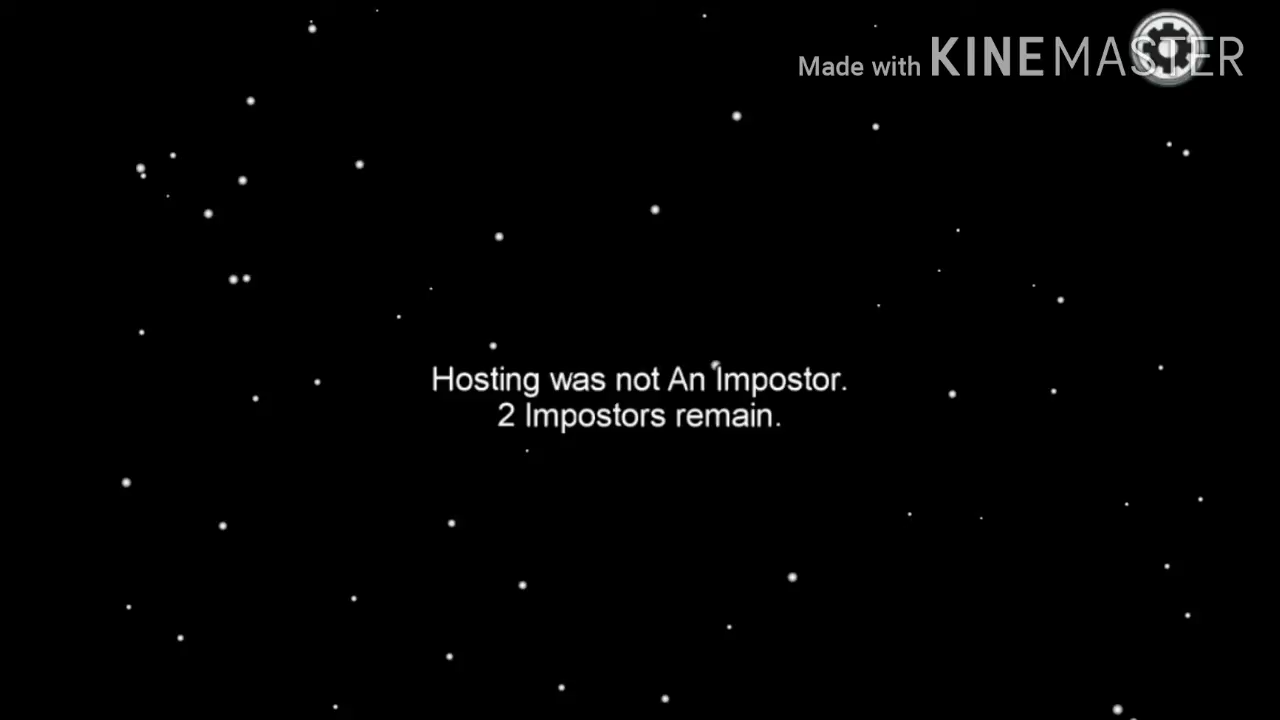 Made with KINEMASTER
Hosting was not An Impostor.
2 Impostors remain.